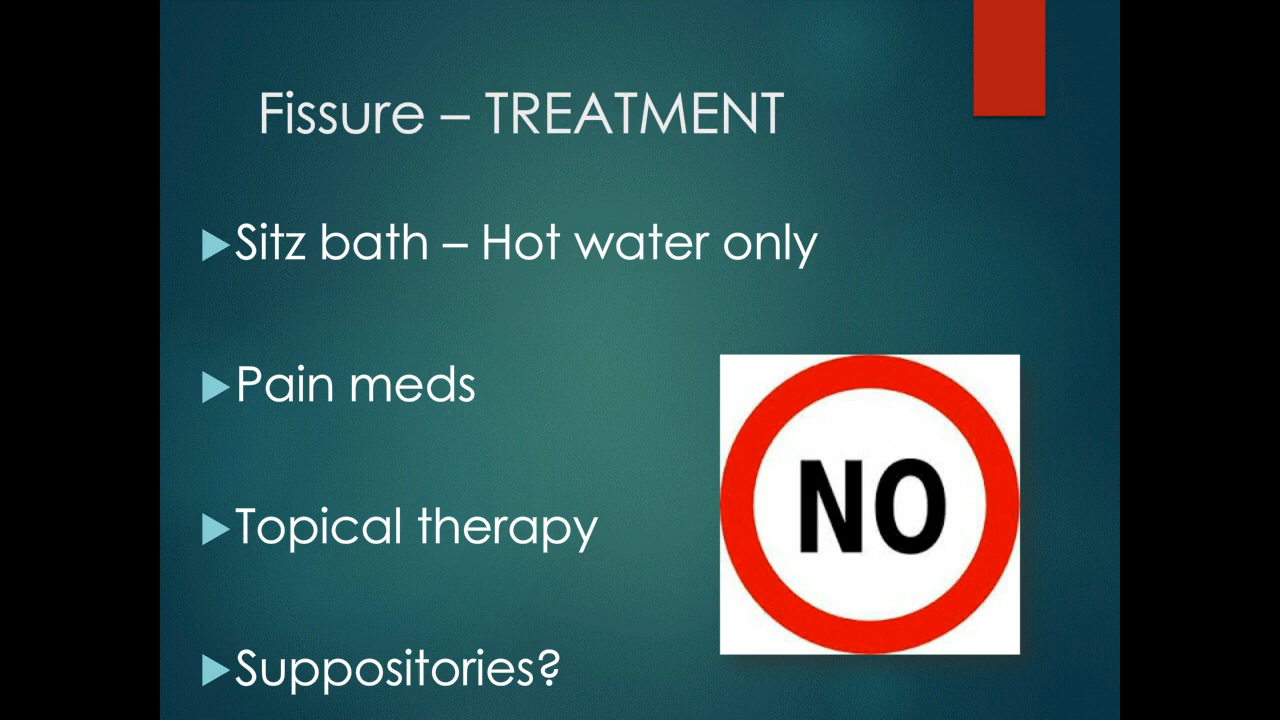 Fissure – TREATMENT
Sitz bath – Hot water only
Pain meds
Topical therapy
NO
Suppositories?